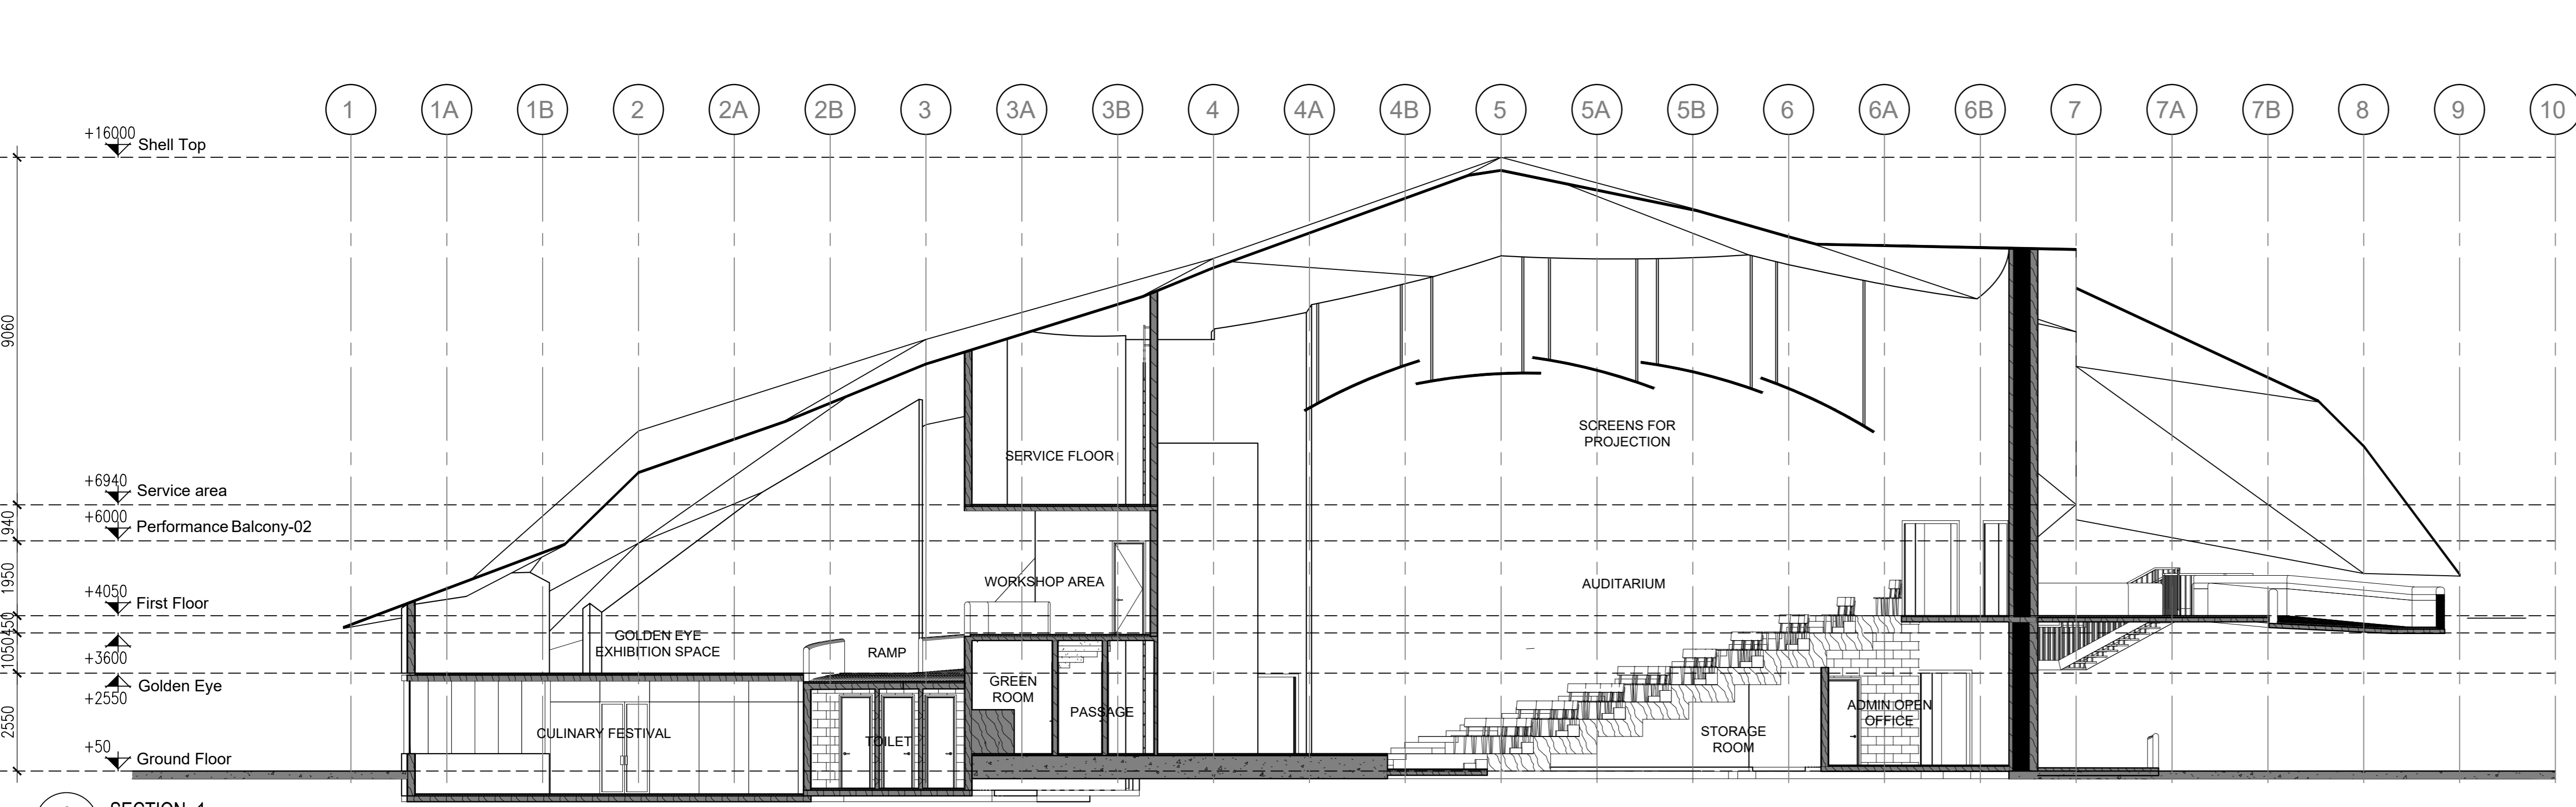 1 1A 1B 2 2A 2B 3 3A 3B 4 4A 4B 5 5A 5B 6 6A 6B 7 7A 7B 8 9 10
+16000
Shell Top
9060
SCREENS FOR
PROJECTION
SERVICE FLOOR
+6940
Service area
940
+6000
Performance Balcony-02
1950
WORKSHOP AREA
AUDITARIUM
+4050
First Floor
450
GOLDEN EYE
EXHIBITION SPACE
RAMP
1050
+3600
Golden Eye
+2550
GREEN
ROOM
PASSAGE
ADMIN OPEN
OFFICE
2550
CULINARY FESTIVAL
TOILET
STORAGE
ROOM
+50
Ground Floor
SECTION 1